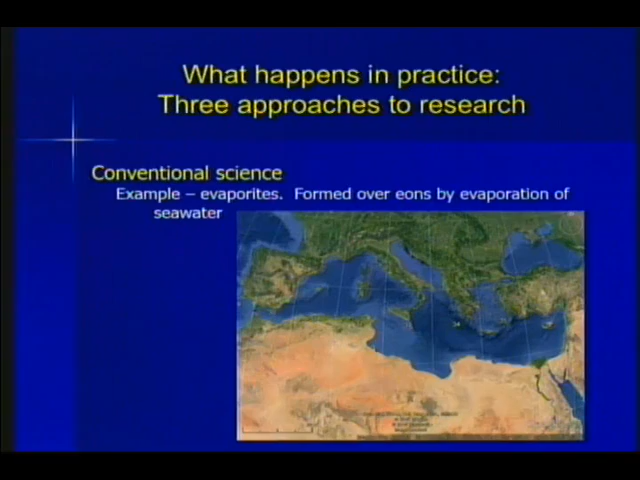 What happens in practice:
Three approaches to research
Conventional science
Example – evaporites.  Formed over eons by evaporation of
seawater